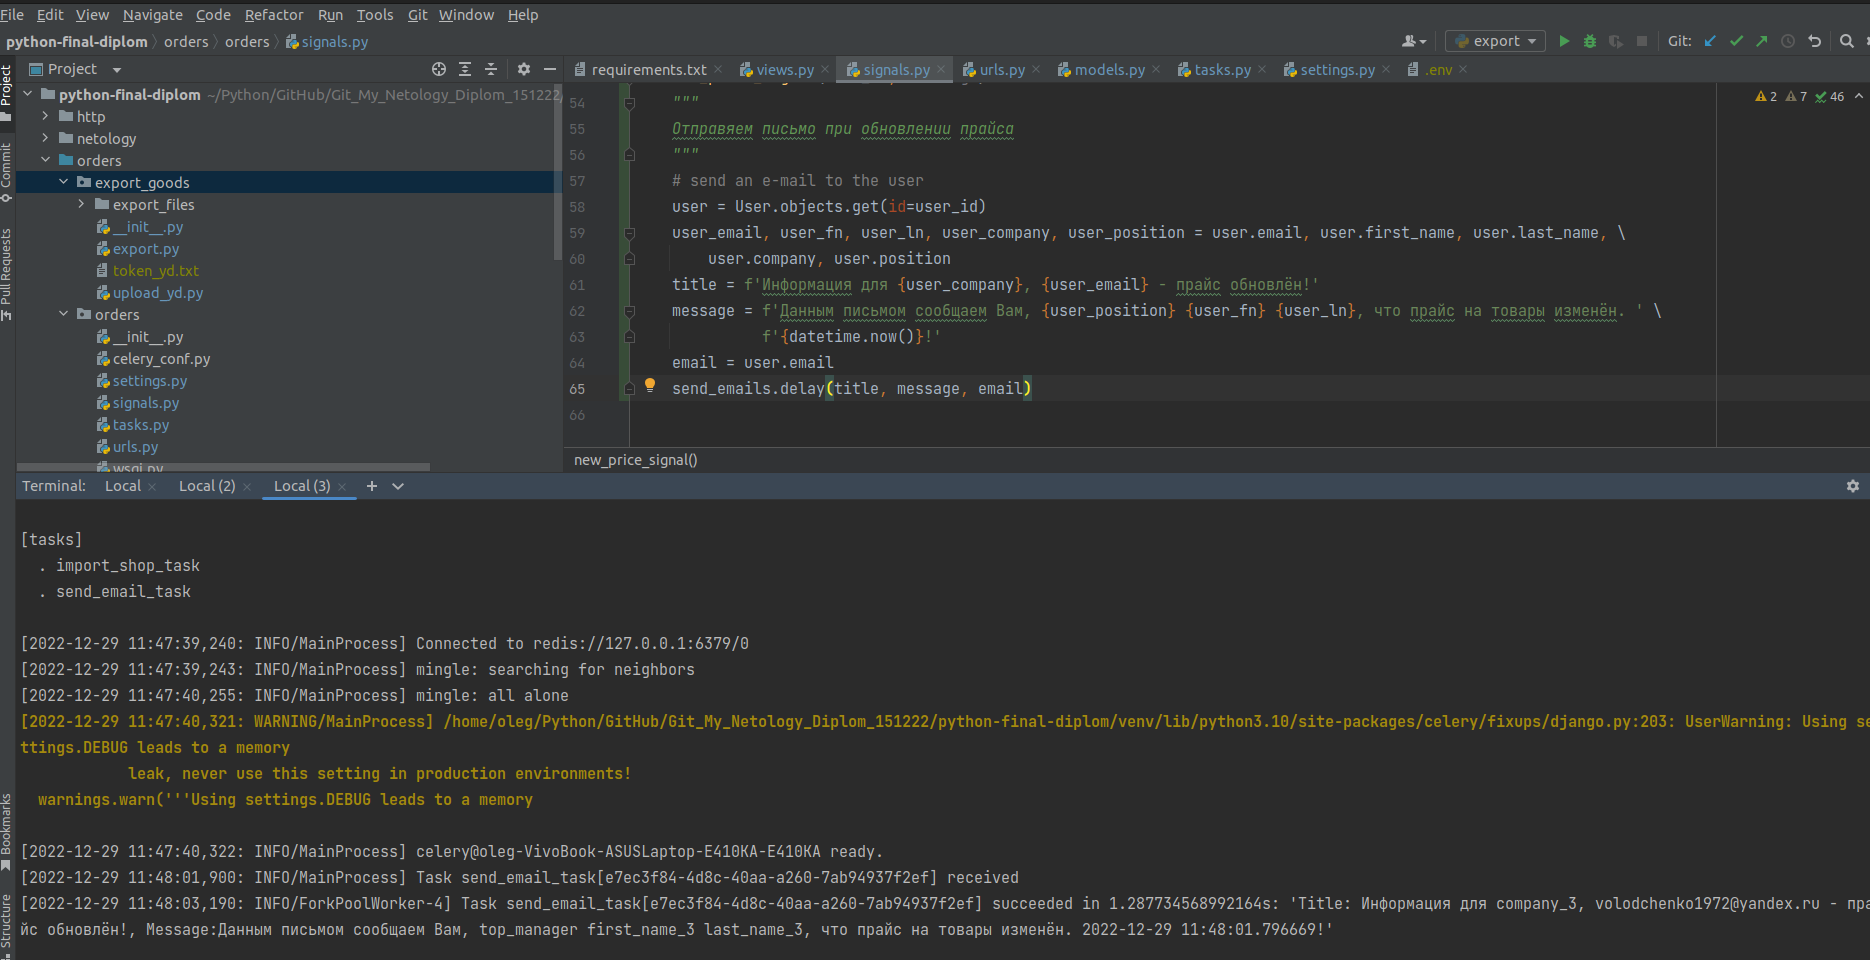 File Edit View Navigate Code Refactor Run Tools Git Window Help
python-final-diplom orders orders signals.py
export Git:
Project
requirements.txt views.py signals.py urls.py models.py tasks.py settings.py .env
Project
Commit
Pull Requests
Bookmarks
Structure
python-final-diplom ~/Python/GitHub/Git_My_Netology_Diplom_151222/
http
netology
orders
export_goods
export_files
__init__.py
export.py
token_yd.txt
upload_yd.py
orders
__init__.py
celery_conf.py
settings.py
signals.py
tasks.py
urls.py
wsgi.py
2 7 46
54 """
55 Отправяем письмо при обновлении прайса
56 """
57 # send an e-mail to the user
58 user = User.objects.get(id=user_id)
59 user_email, user_fn, user_ln, user_company, user_position = user.email, user.first_name, user.last_name, \
60 user.company, user.position
61 title = f'Информация для {user_company}, {user_email} - прайс обновлён!'
62 message = f'Данным письмом сообщаем Вам, {user_position} {user_fn} {user_ln}, что прайс на товары изменён. ' \
63 f'{datetime.now()}!'
64 email = user.email
65 send_emails.delay(title, message, email)
66
new_price_signal()
Terminal: Local Local (2) Local (3)
[tasks]
. import_shop_task
. send_email_task
[2022-12-29 11:47:39,240: INFO/MainProcess] Connected to redis://127.0.0.1:6379/0
[2022-12-29 11:47:39,243: INFO/MainProcess] mingle: searching for neighbors
[2022-12-29 11:47:40,255: INFO/MainProcess] mingle: all alone
[2022-12-29 11:47:40,321: WARNING/MainProcess] /home/oleg/Python/GitHub/Git_My_Netology_Diplom_151222/python-final-diplom/venv/lib/python3.10/site-packages/celery/fixups/django.py:203: UserWarning: Using se
ttings.DEBUG leads to a memory
leak, never use this setting in production environments!
warnings.warn('''Using settings.DEBUG leads to a memory
[2022-12-29 11:47:40,322: INFO/MainProcess] celery@oleg-VivoBook-ASUSLaptop-E410KA-E410KA ready.
[2022-12-29 11:48:01,900: INFO/MainProcess] Task send_email_task[e7ec3f84-4d8c-40aa-a260-7ab94937f2ef] received
[2022-12-29 11:48:03,190: INFO/ForkPoolWorker-4] Task send_email_task[e7ec3f84-4d8c-40aa-a260-7ab94937f2ef] succeeded in 1.287734568992164s: 'Title: Информация для company_3, volodchenko1972@yandex.ru - пра
йс обновлён!, Message:Данным письмом сообщаем Вам, top_manager first_name_3 last_name_3, что прайс на товары изменён. 2022-12-29 11:48:01.796669!'